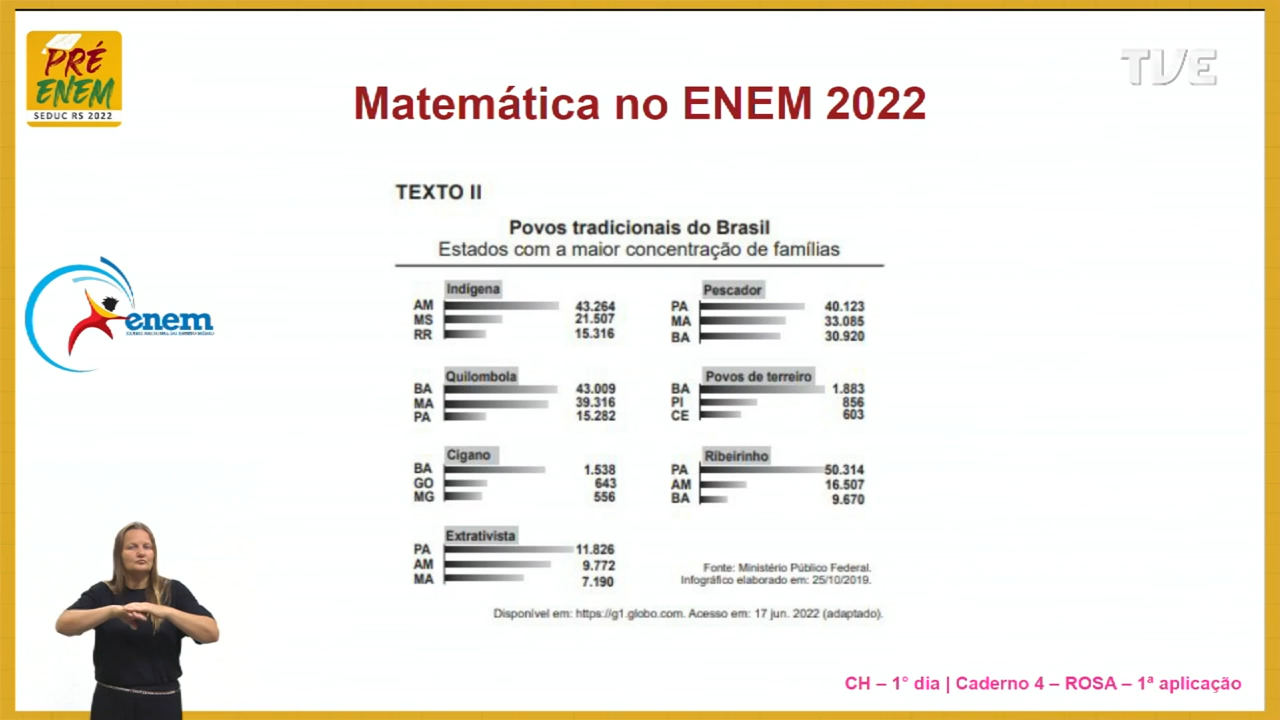 PRÉ
ENEM
SEDUC RS 2022
TVE
Matemática no ENEM 2022
enem
TEXTO II
Povos tradicionais do Brasil
Estados com a maior concentração de famílias
Indígena
AM 43.264
MS 21.507
RR 15.316
Pescador
PA 40.123
MA 33.085
BA 30.920
Quilombola
BA 43.009
MA 39.316
PA 15.282
Povos de terreiro
BA 1.883
PI 856
CE 603
Cigano
BA 1.538
GO 643
MG 556
Ribeirinho
PA 50.314
AM 16.507
BA 9.670
Extrativista
PA 11.826
AM 9.772
MA 7.190
Fonte: Ministério Público Federal.
Infográfico elaborado em: 25/10/2019.
Disponível em: https://g1.globo.com. Acesso em: 17 jun. 2022 (adaptado).
CH – 1° dia | Caderno 4 – ROSA – 1ª aplicação